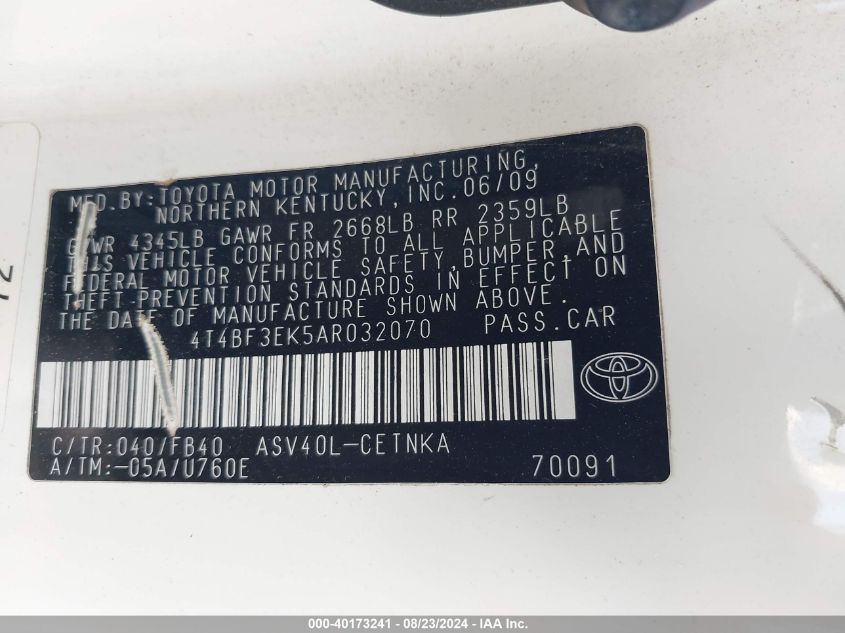 MFD.BY:TOYOTA MOTOR MANUFACTURING,
NORTHERN KENTUCKY,INC.06/09
GVWR 4345LB GAWR FR 2668LB RR 2359LB
THIS VEHICLE CONFORMS TO ALL APPLICABLE
FEDERAL MOTOR VEHICLE SAFETY,BUMPER,AND
THEFT-PREVENTION STANDARDS IN EFFECT ON
THE DATE OF MANUFACTURE SHOWN ABOVE.
4T4BF3EK5AR032070 PASS.CAR
C/TR:040/FB40 ASV40L-CETNKA
A/TM:-05A/U760E 70091
12
000-40173241 - 08/23/2024 - IAA Inc.